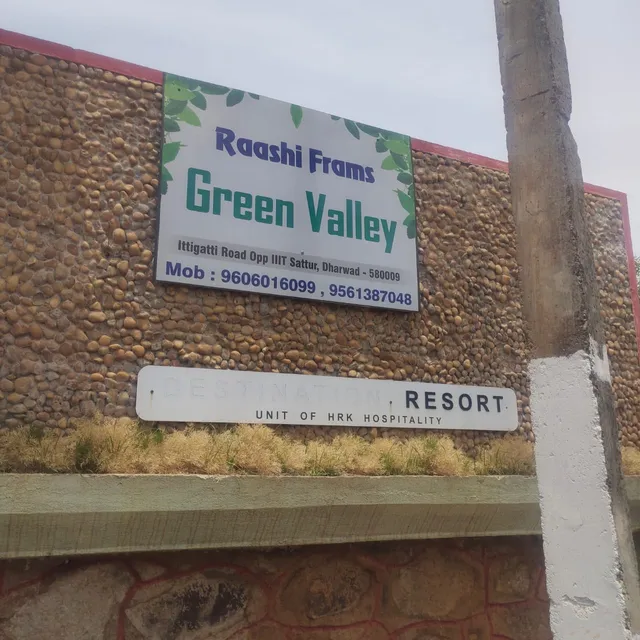 Raashi Frams
Green Valley
Ittigatti Road Opp IIIT Sattur, Dharwad - 580009
Mob : 9606016099 , 9561387048
DESTINATION RESORT
UNIT OF HRK HOSPITALITY